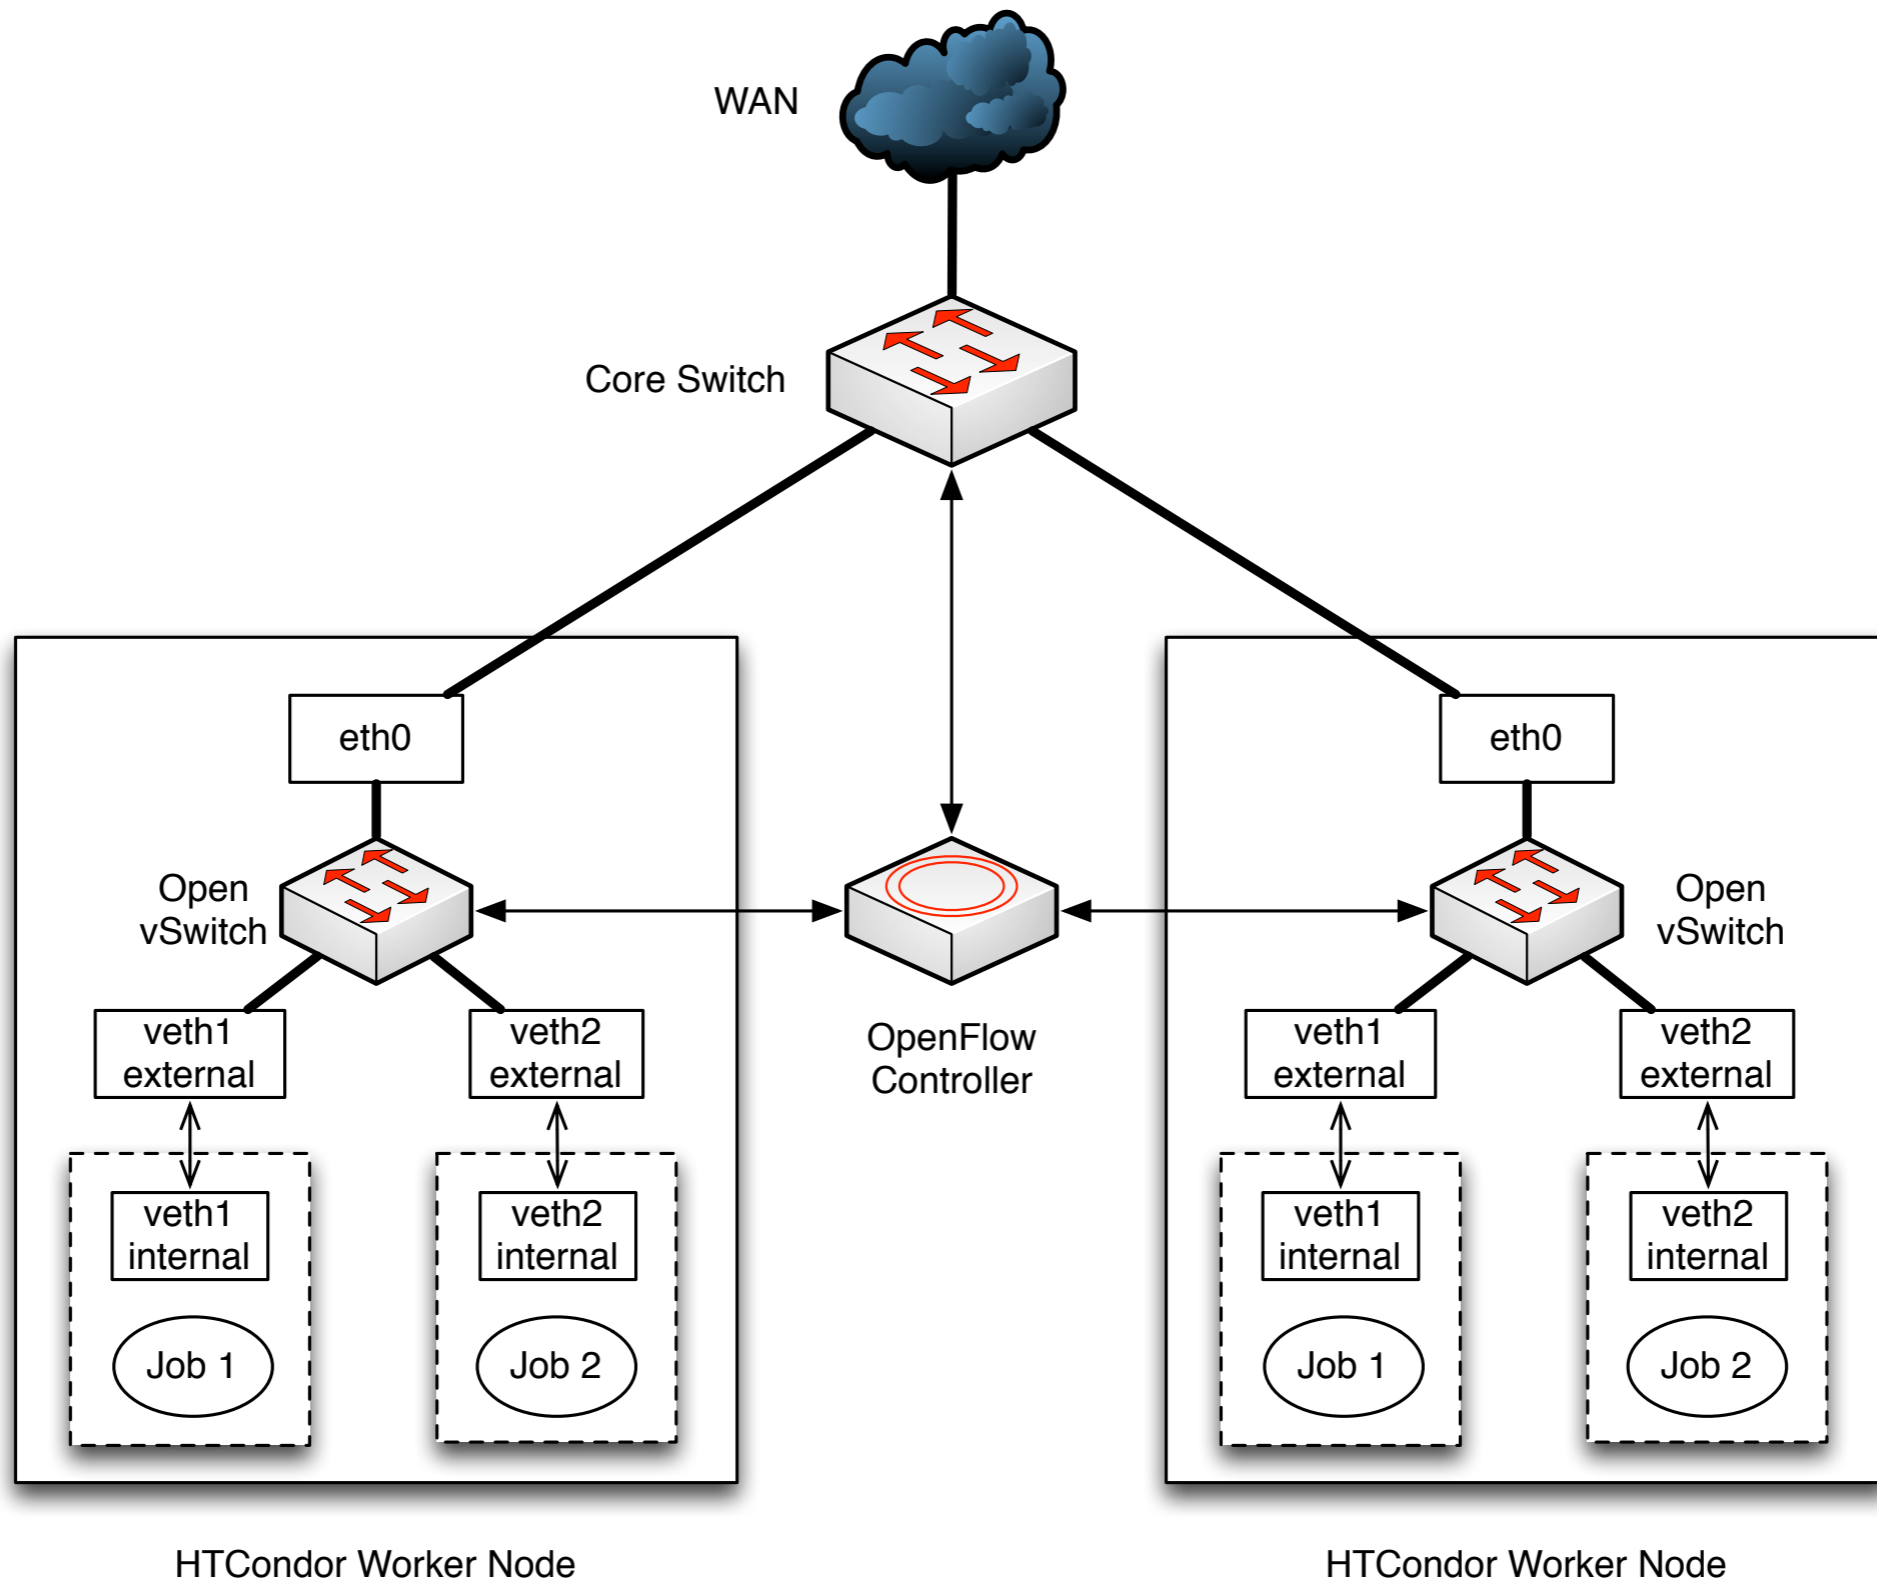 WAN
Core Switch
eth0
eth0
Open
vSwitch
Open
vSwitch
OpenFlow
Controller
veth1
external
veth2
external
veth1
external
veth2
external
veth1
internal
veth2
internal
veth1
internal
veth2
internal
Job 1
Job 2
Job 1
Job 2
HTCondor Worker Node
HTCondor Worker Node